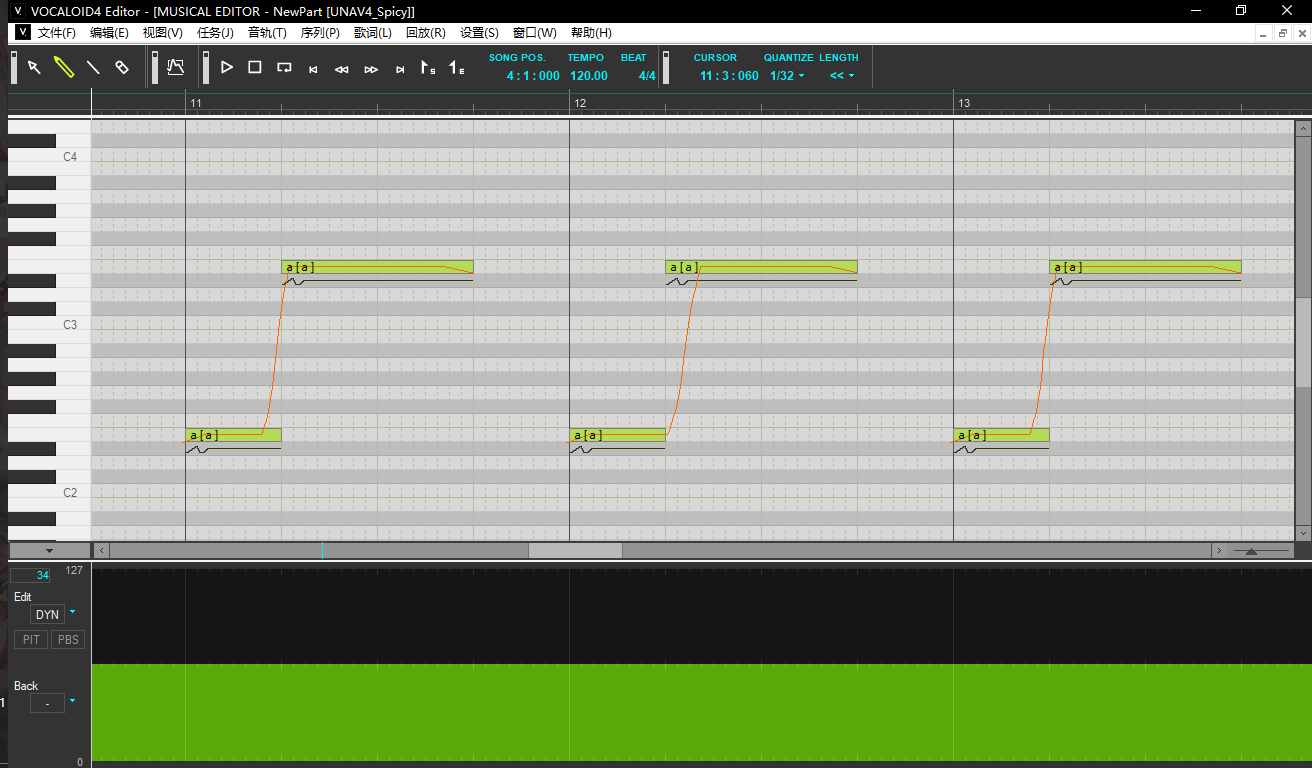 VOCALOID4 Editor - [MUSICAL EDITOR - NewPart [UNAV4_Spicy]]
文件(F) 编辑(E) 视图(V) 任务(J) 音轨(T) 序列(P) 歌词(L) 回放(R) 设置(S) 窗口(W) 帮助(H)
SONG POS. TEMPO BEAT CURSOR QUANTIZE LENGTH
4 : 1 : 000 120.00 4/4 11 : 3 : 060 1/32 <<
11 12 13
C4
a [a] a [a] a [a]
C3
a [a] a [a] a [a]
C2
34 127
Edit
DYN
PIT PBS
Back
-
1
0